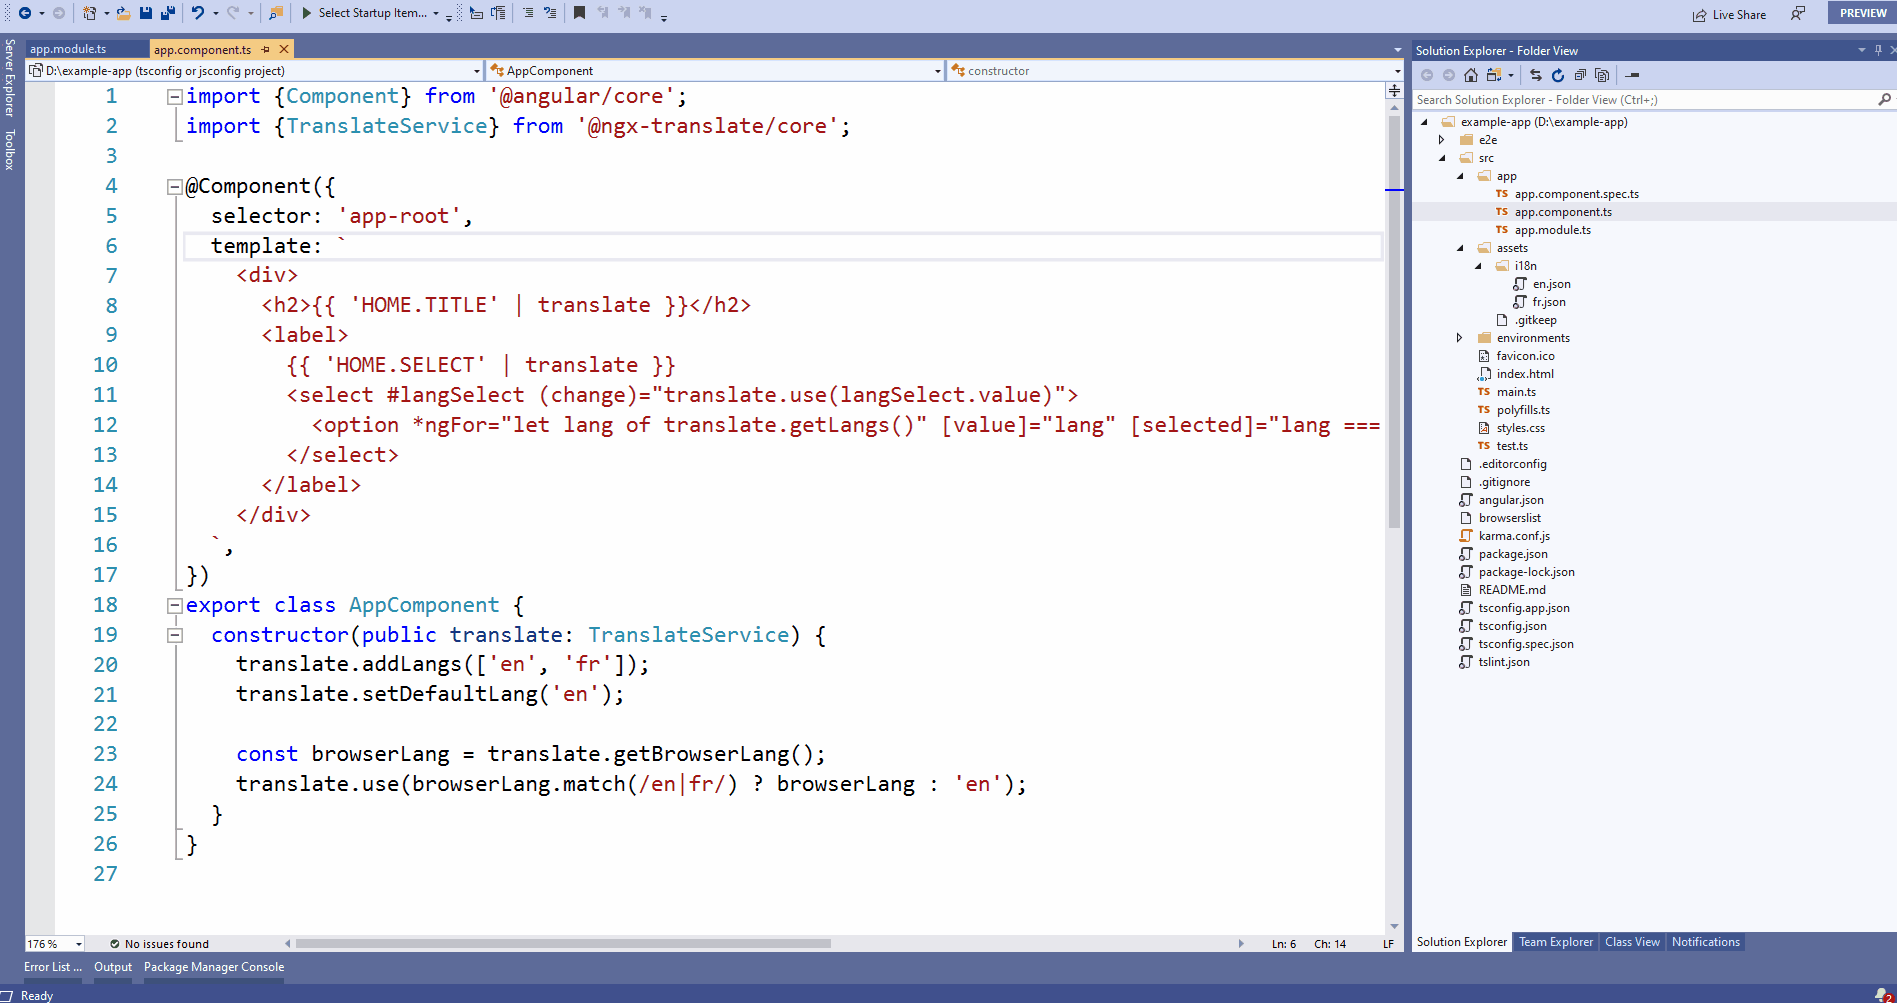 Select Startup Item...
Live Share
PREVIEW
Server Explorer
Toolbox
app.module.ts
app.component.ts
D:\example-app (tsconfig or jsconfig project)
AppComponent
constructor
1 import {Component} from '@angular/core';
2 import {TranslateService} from '@ngx-translate/core';
3
4 @Component({
5 selector: 'app-root',
6 template: `
7 <div>
8 <h2>{{ 'HOME.TITLE' | translate }}</h2>
9 <label>
10 {{ 'HOME.SELECT' | translate }}
11 <select #langSelect (change)="translate.use(langSelect.value)">
12 <option *ngFor="let lang of translate.getLangs()" [value]="lang" [selected]="lang ===
13 </select>
14 </label>
15 </div>
16 `,
17 })
18 export class AppComponent {
19 constructor(public translate: TranslateService) {
20 translate.addLangs(['en', 'fr']);
21 translate.setDefaultLang('en');
22
23 const browserLang = translate.getBrowserLang();
24 translate.use(browserLang.match(/en|fr/) ? browserLang : 'en');
25 }
26 }
27
176 %
No issues found
Ln: 6 Ch: 14 LF
Solution Explorer - Folder View
Search Solution Explorer - Folder View (Ctrl+;)
example-app (D:\example-app)
e2e
src
app
TS app.component.spec.ts
TS app.component.ts
TS app.module.ts
assets
i18n
en.json
fr.json
.gitkeep
environments
favicon.ico
index.html
TS main.ts
TS polyfills.ts
styles.css
TS test.ts
.editorconfig
.gitignore
angular.json
browserslist
karma.conf.js
package.json
package-lock.json
README.md
tsconfig.app.json
tsconfig.json
tsconfig.spec.json
tslint.json
Solution Explorer Team Explorer Class View Notifications
Error List ... Output Package Manager Console
Ready
2